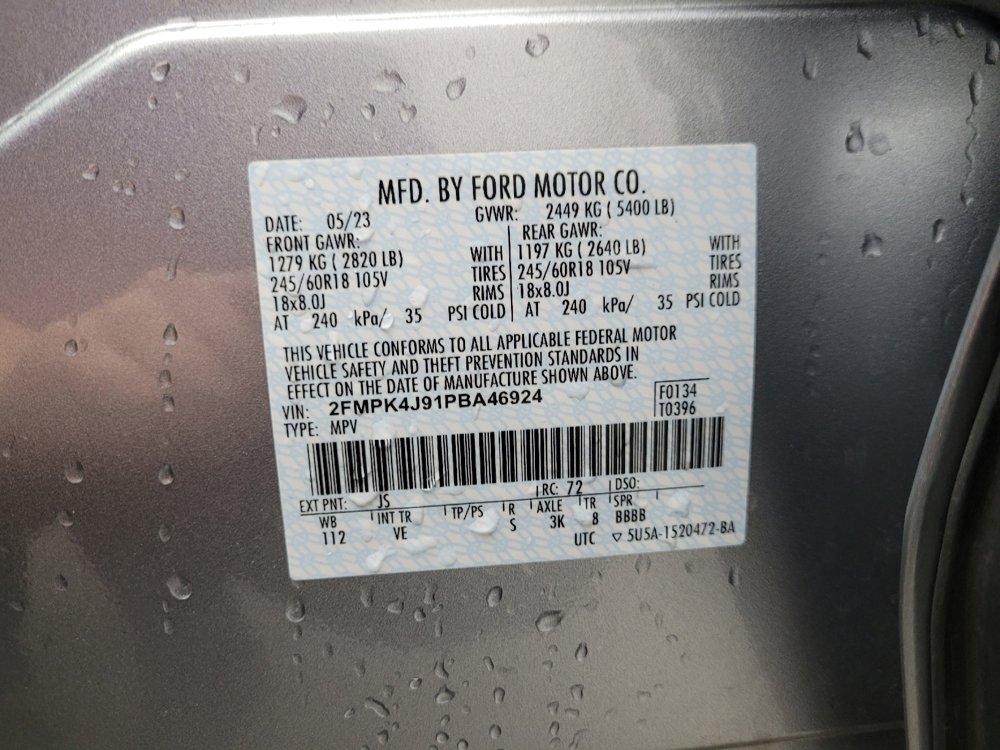 MFD. BY FORD MOTOR CO.
DATE: 05/23 GVWR: 2449 KG ( 5400 LB)
FRONT GAWR: REAR GAWR:
1279 KG ( 2820 LB) WITH 1197 KG ( 2640 LB) WITH
245/60R18 105V TIRES 245/60R18 105V TIRES
18x8.0J RIMS 18x8.0J RIMS
AT 240 kPa/ 35 PSI COLD AT 240 kPa/ 35 PSI COLD
THIS VEHICLE CONFORMS TO ALL APPLICABLE FEDERAL MOTOR
VEHICLE SAFETY AND THEFT PREVENTION STANDARDS IN
EFFECT ON THE DATE OF MANUFACTURE SHOWN ABOVE.
VIN: 2FMPK4J91PBA46924 F0134
TYPE: MPV T0396
EXT PNT: JS RC: 72 DSO:
WB INT TR TP/PS R AXLE TR SPR
112 VE S 3K 8 BBBB
UTC ▽ 5U5A-1520472-BA